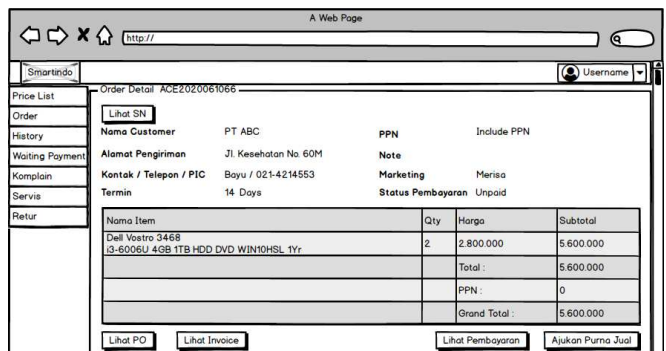 A Web Page
http://
Smartindo
Username
Price List
Order
History
Waiting Payment
Komplain
Servis
Retur
Order Detail ACE2020061066
Lihat SN
Nama Customer PT ABC PPN Include PPN
Alamat Pengiriman Jl. Kesehatan No. 60M Note
Kontak / Telepon / PIC Bayu / 021-4214553 Marketing Merisa
Termin 14 Days Status Pembayaran Unpaid
Nama Item Qty Harga Subtotal
Dell Vostro 3468
i3-6006U 4GB 1TB HDD DVD WIN10HSL 1Yr 2 2.800.000 5.600.000
Total : 5.600.000
PPN : 0
Grand Total : 5.600.000
Lihat PO Lihat Invoice Lihat Pembayaran Ajukan Purna Jual